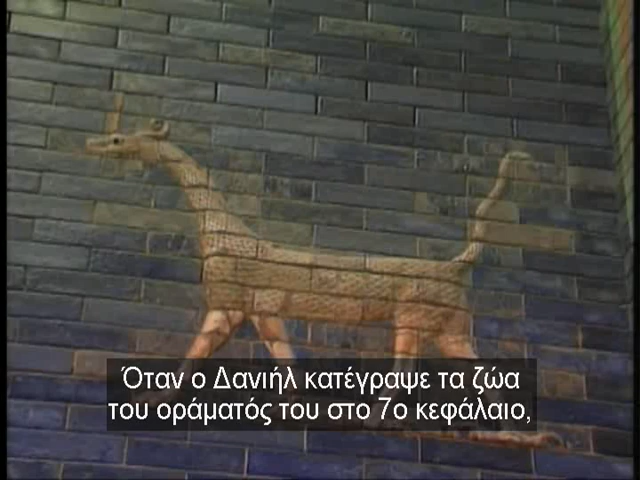 Όταν ο Δανιήλ κατέγραψε τα ζώα
του οράματός του στο 7ο κεφάλαιο,